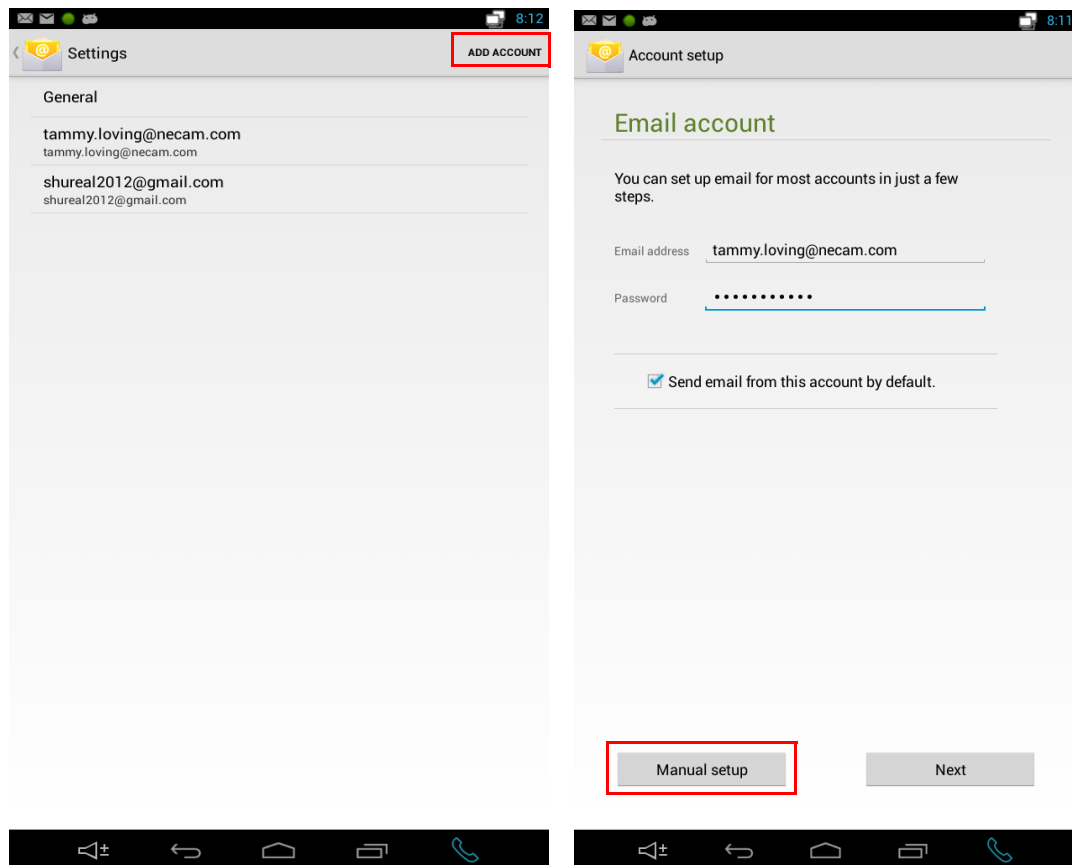 8:12
Settings
ADD ACCOUNT
General
tammy.loving@necam.com
tammy.loving@necam.com
shureal2012@gmail.com
shureal2012@gmail.com
8:11
Account setup
Email account
You can set up email for most accounts in just a few
steps.
Email address tammy.loving@necam.com
Password •••••••••••
Send email from this account by default.
Manual setup
Next